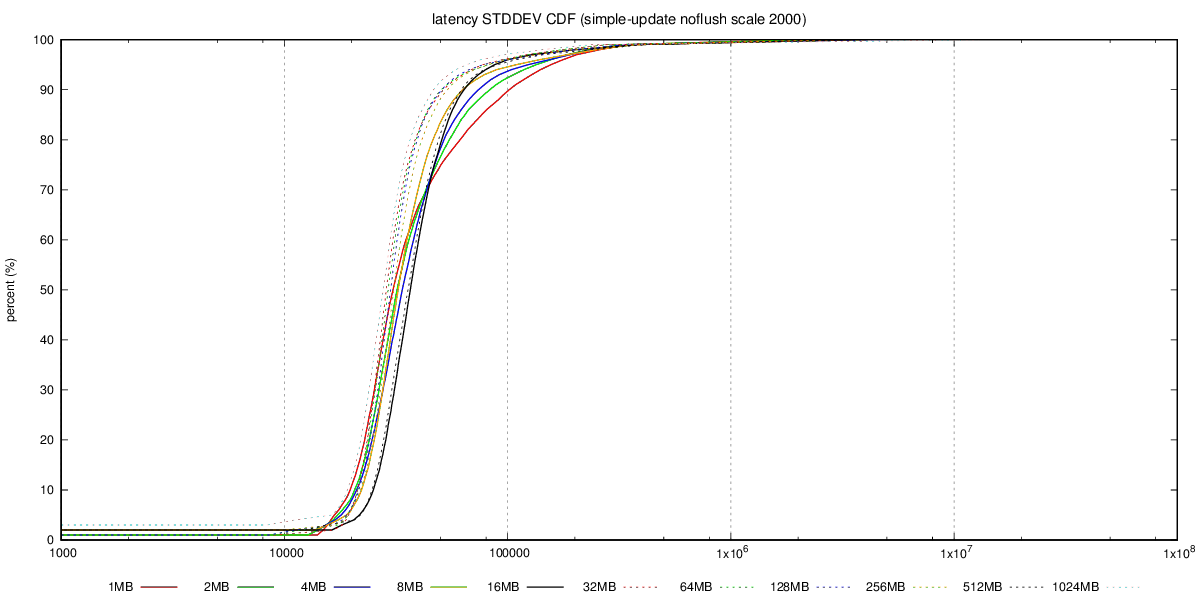 latency STDDEV CDF (simple-update noflush scale 2000)
100
90
80
70
60
50
40
30
20
10
0
percent (%)
1000 10000 100000 1x10^6 1x10^7 1x10^8
1MB 2MB 4MB 8MB 16MB 32MB 64MB 128MB 256MB 512MB 1024MB